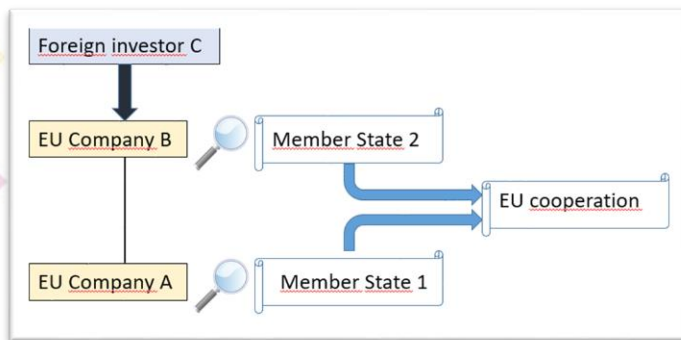 Foreign investor C
EU Company B
Member State 2
EU cooperation
EU Company A
Member State 1